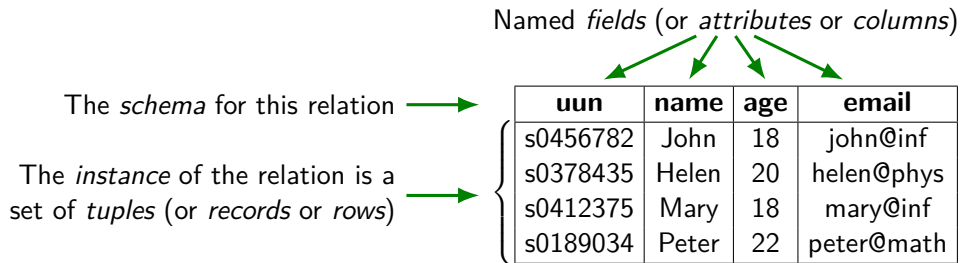 Named fields (or attributes or columns)
The schema for this relation
uun name age email
s0456782 John 18 john@inf
s0378435 Helen 20 helen@phys
The instance of the relation is a
set of tuples (or records or rows)
s0412375 Mary 18 mary@inf
s0189034 Peter 22 peter@math